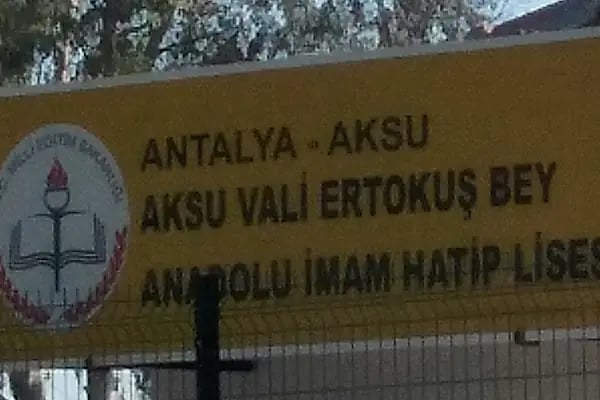 ANTALYA - AKSU
AKSU VALİ ERTOKUŞ BEY
ANADOLU İMAM HATİP LİSES